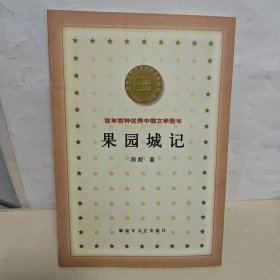 百年百种优秀中国文学图书
果园城记
师陀 著
解放军文艺出版社